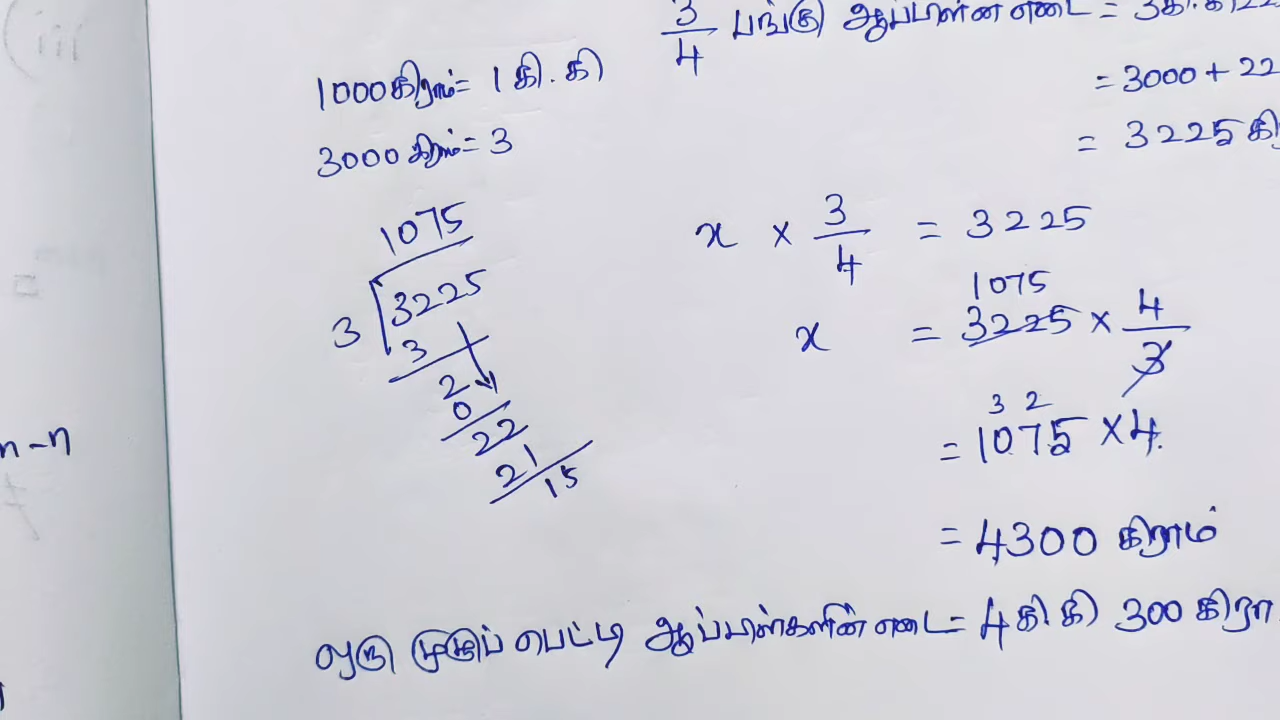 3/4 பங்கு ஆப்பிளின் எடை = 3கி.கி 22
1000 கிராம் = 1 கி.கி
= 3000 + 22
3000 கிராம் = 3
= 3225 கி
1075
3 3225
3
2
0
22
21
15
x × 3/4 = 3225
1075
x = 3225 × 4/3
3 2
= 1075 × 4
= 4300 கிராம்
ஒரு முழுப் பெட்டி ஆப்பிள்களின் எடை = 4 கி.கி 300 கிரா
n - n